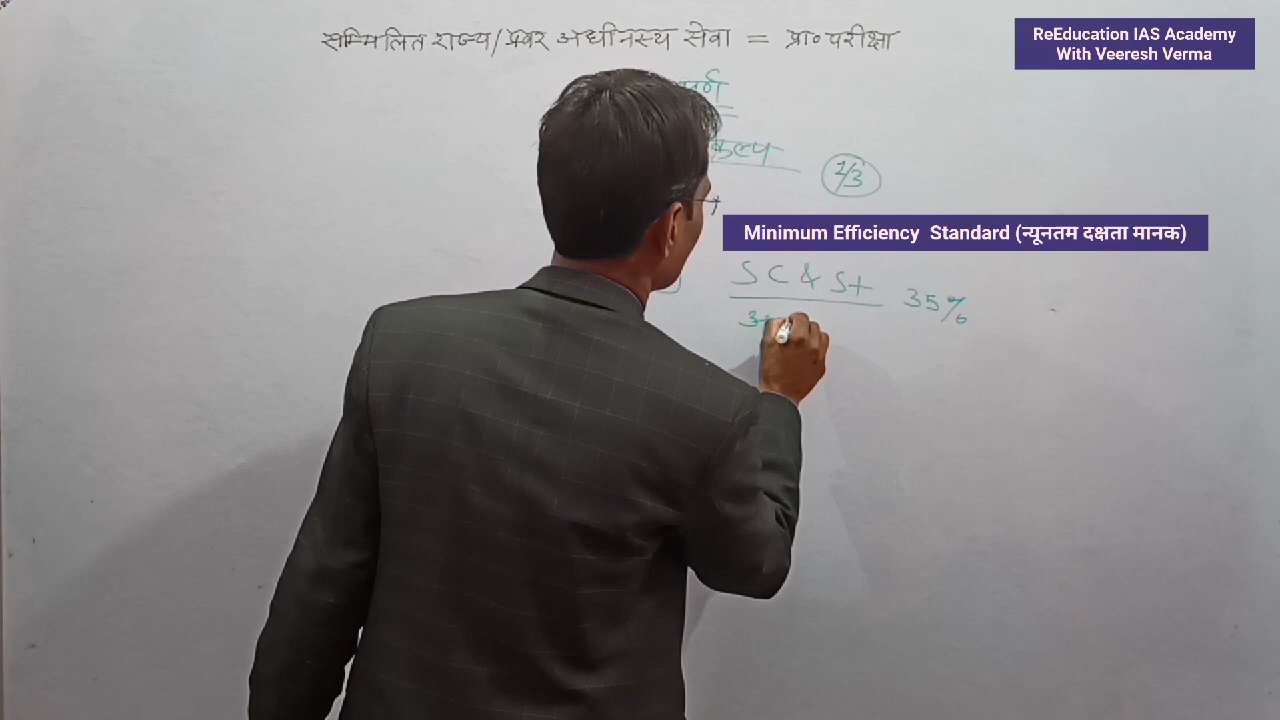 सम्मिलित राज्य/प्रवर अधीनस्थ सेवा = प्रा० परीक्षा
ReEducation IAS Academy
With Veeresh Verma
1/3
Minimum Efficiency Standard (न्यूनतम दक्षता मानक)
SC & St 35%